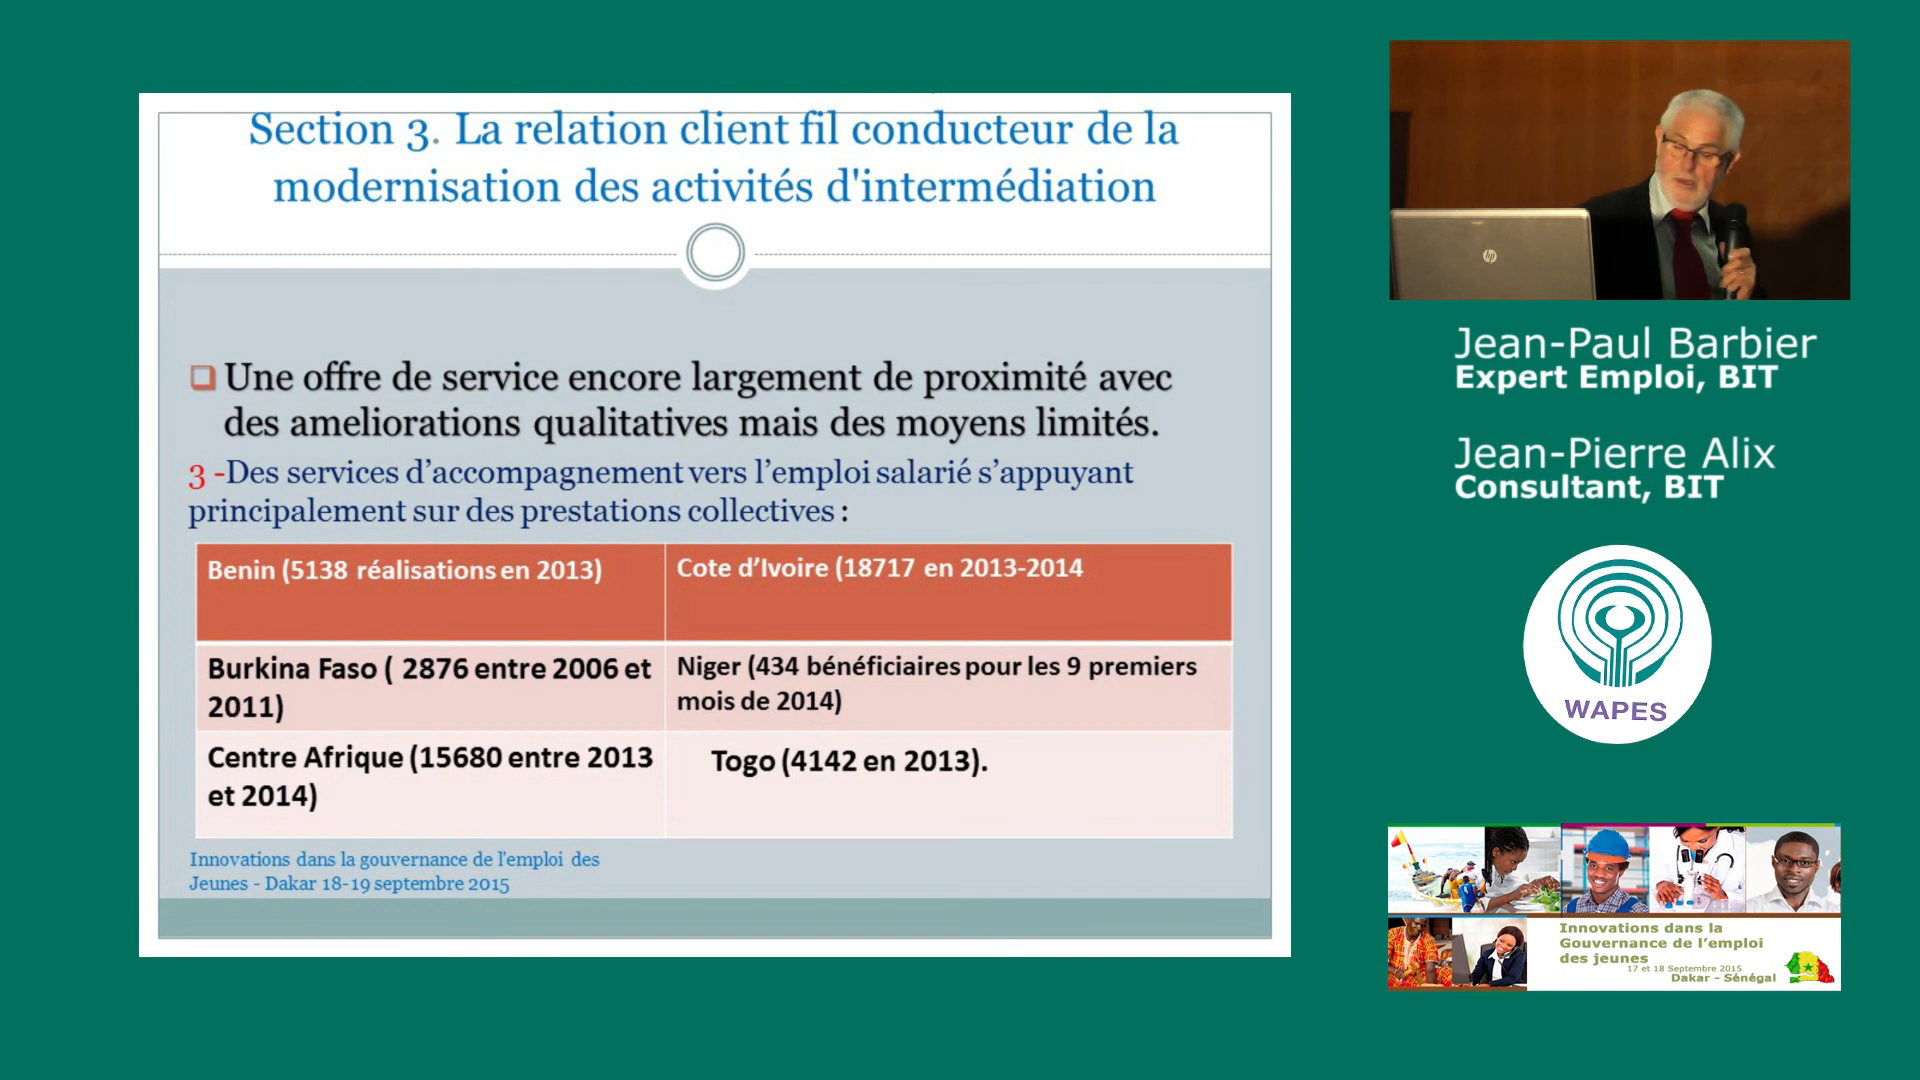 Section 3. La relation client fil conducteur de la
modernisation des activités d'intermédiation
Une offre de service encore largement de proximité avec
des ameliorations qualitatives mais des moyens limités.
3 -Des services d’accompagnement vers l’emploi salarié s’appuyant
principalement sur des prestations collectives :
Benin (5138 réalisations en 2013)
Cote d’Ivoire (18717 en 2013-2014
Burkina Faso ( 2876 entre 2006 et
2011)
Niger (434 bénéficiaires pour les 9 premiers
mois de 2014)
Centre Afrique (15680 entre 2013
et 2014)
Togo (4142 en 2013).
Innovations dans la gouvernance de l'emploi des
Jeunes - Dakar 18-19 septembre 2015
hp
Jean-Paul Barbier
Expert Emploi, BIT
Jean-Pierre Alix
Consultant, BIT
WAPES
Innovations dans la
Gouvernance de l’emploi
des jeunes
17 et 18 Septembre 2015
Dakar - Sénégal